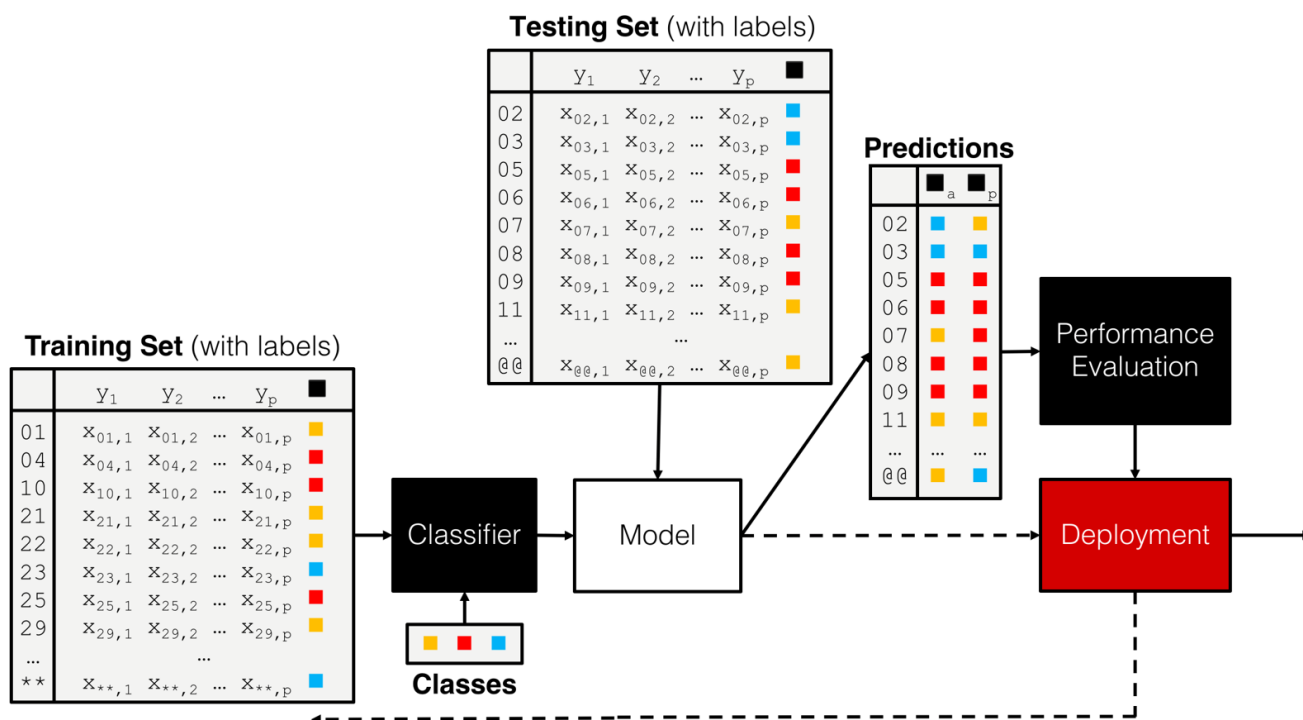 Testing Set (with labels)
y1 y2 … yp
02 x02,1 x02,2 … x02,p
03 x03,1 x03,2 … x03,p
05 x05,1 x05,2 … x05,p
06 x06,1 x06,2 … x06,p
07 x07,1 x07,2 … x07,p
08 x08,1 x08,2 … x08,p
09 x09,1 x09,2 … x09,p
11 x11,1 x11,2 … x11,p
… …
@@ x@@,1 x@@,2 … x@@,p
Predictions
a p
02
03
05
06
07
08
09
11
… … …
@@
Performance
Evaluation
Training Set (with labels)
y1 y2 … yp
01 x01,1 x01,2 … x01,p
04 x04,1 x04,2 … x04,p
10 x10,1 x10,2 … x10,p
21 x21,1 x21,2 … x21,p
22 x22,1 x22,2 … x22,p
23 x23,1 x23,2 … x23,p
25 x25,1 x25,2 … x25,p
29 x29,1 x29,2 … x29,p
… …
** x**,1 x**,2 … x**,p
Classifier
Model
Deployment
Classes